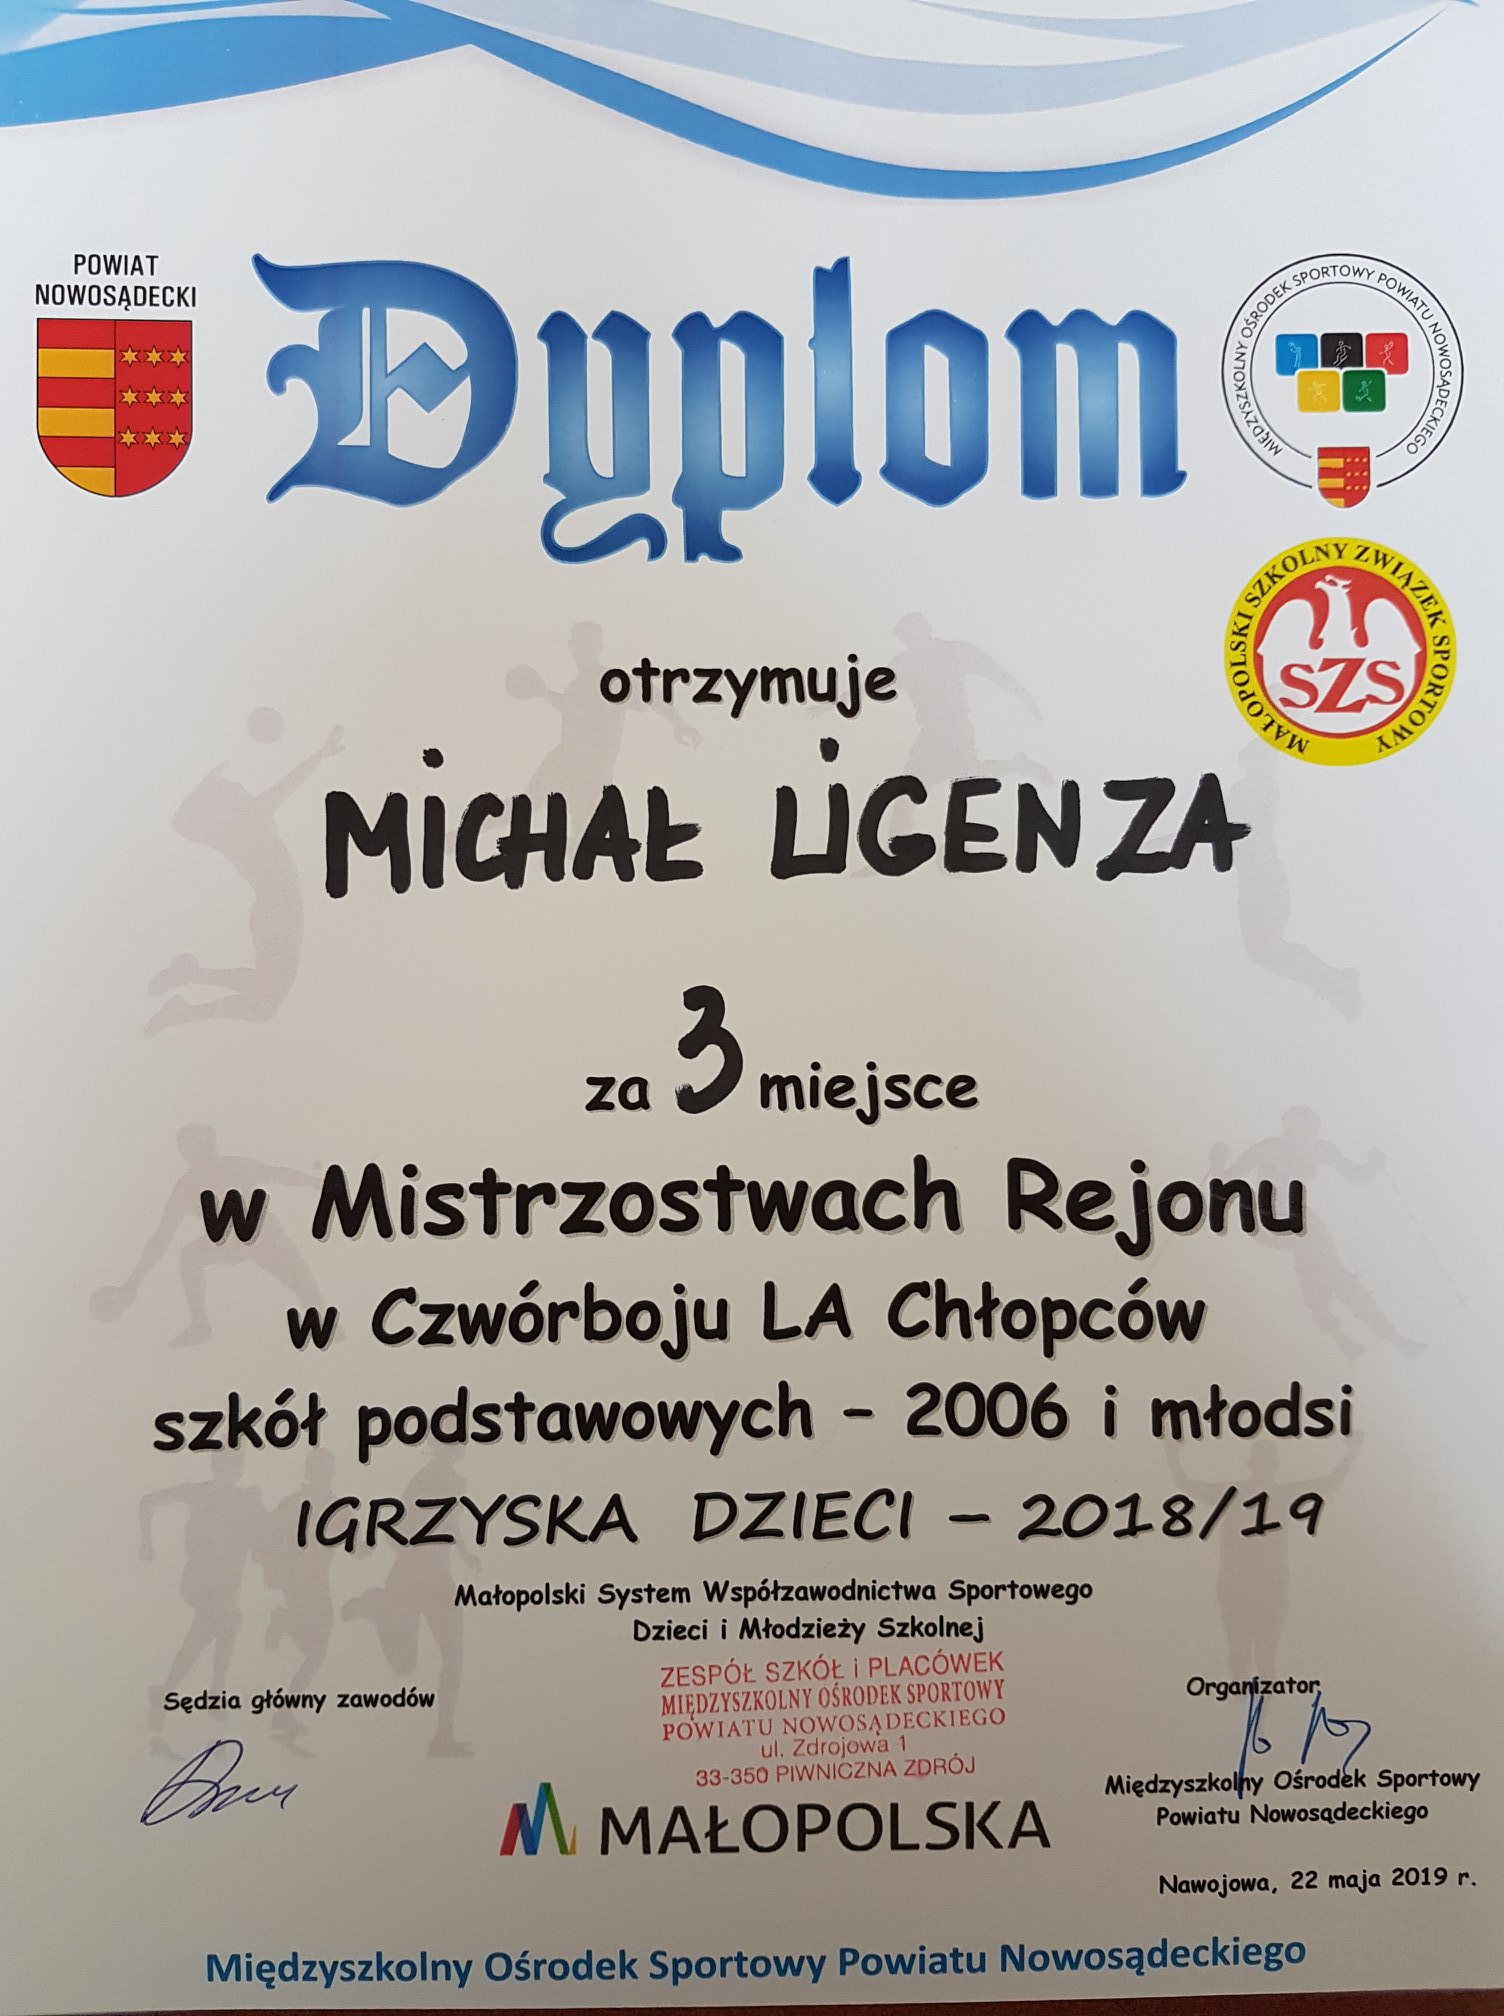 POWIAT
NOWOSĄDECKI
Dyplom
MIĘDZYSZKOLNY OŚRODEK SPORTOWY POWIATU NOWOSĄDECKIEGO
MAŁOPOLSKI SZKOLNY ZWIĄZEK SPORTOWY
SZS
otrzymuje
MiCHAŁ LIGENZA
za 3 miejsce
w Mistrzostwach Rejonu
w Czwórboju LA Chłopców
szkół podstawowych - 2006 i młodsi
IGRZYSKA DZIECI – 2018/19
Małopolski System Współzawodnictwa Sportowego
Dzieci i Młodzieży Szkolnej
ZESPÓŁ SZKÓŁ i PLACÓWEK
MIĘDZYSZKOLNY OŚRODEK SPORTOWY
POWIATU NOWOSĄDECKIEGO
ul. Zdrojowa 1
33-350 PIWNICZNA ZDRÓJ
Sędzia główny zawodów
Organizator
Międzyszkolny Ośrodek Sportowy
Powiatu Nowosądeckiego
MAŁOPOLSKA
Nawojowa, 22 maja 2019 r.
Międzyszkolny Ośrodek Sportowy Powiatu Nowosądeckiego